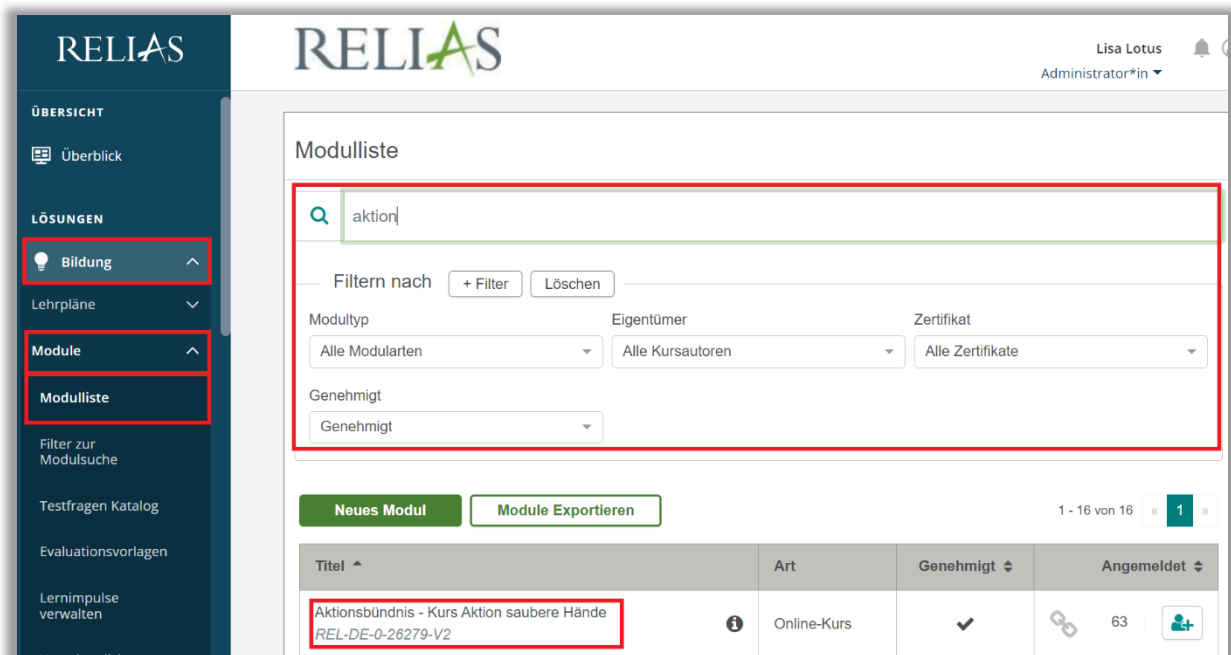 RELIAS
ÜBERSICHT
Überblick
LÖSUNGEN
Bildung
Lehrpläne
Module
Modulliste
Filter zur
Modulsuche
Testfragen Katalog
Evaluationsvorlagen
Lernimpulse
verwalten
RELIAS
Lisa Lotus
Administrator*in
Modulliste
aktion
Filtern nach + Filter Löschen
Modultyp Eigentümer Zertifikat
Alle Modularten Alle Kursautoren Alle Zertifikate
Genehmigt
Genehmigt
Neues Modul Module Exportieren 1 - 16 von 16 « 1 »
Titel Art Genehmigt Angemeldet
Aktionsbündnis - Kurs Aktion saubere Hände Online-Kurs 63
REL-DE-0-26279-V2